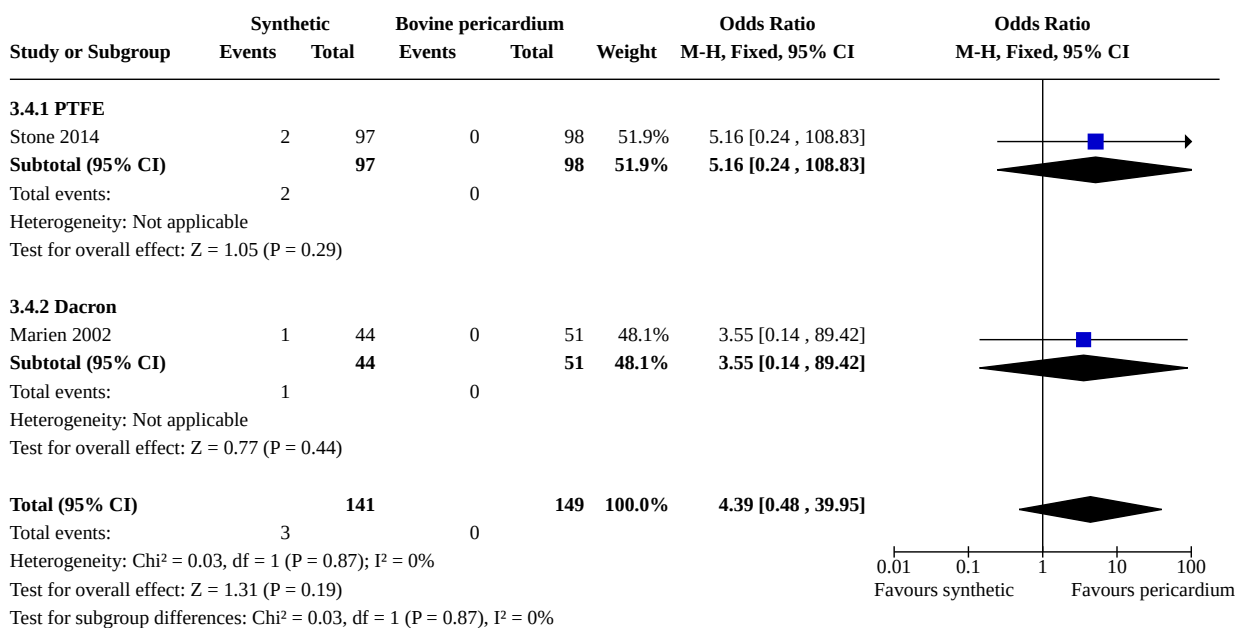 Synthetic Bovine pericardium Odds Ratio Odds Ratio
Study or Subgroup Events Total Events Total Weight M-H, Fixed, 95% CI M-H, Fixed, 95% CI
3.4.1 PTFE
Stone 2014 2 97 0 98 51.9% 5.16 [0.24 , 108.83]
Subtotal (95% CI) 97 98 51.9% 5.16 [0.24 , 108.83]
Total events: 2 0
Heterogeneity: Not applicable
Test for overall effect: Z = 1.05 (P = 0.29)
3.4.2 Dacron
Marien 2002 1 44 0 51 48.1% 3.55 [0.14 , 89.42]
Subtotal (95% CI) 44 51 48.1% 3.55 [0.14 , 89.42]
Total events: 1 0
Heterogeneity: Not applicable
Test for overall effect: Z = 0.77 (P = 0.44)
Total (95% CI) 141 149 100.0% 4.39 [0.48 , 39.95]
Total events: 3 0
Heterogeneity: Chi² = 0.03, df = 1 (P = 0.87); I² = 0%
0.01 0.1 1 10 100
Test for overall effect: Z = 1.31 (P = 0.19) Favours synthetic Favours pericardium
Test for subgroup differences: Chi² = 0.03, df = 1 (P = 0.87), I² = 0%